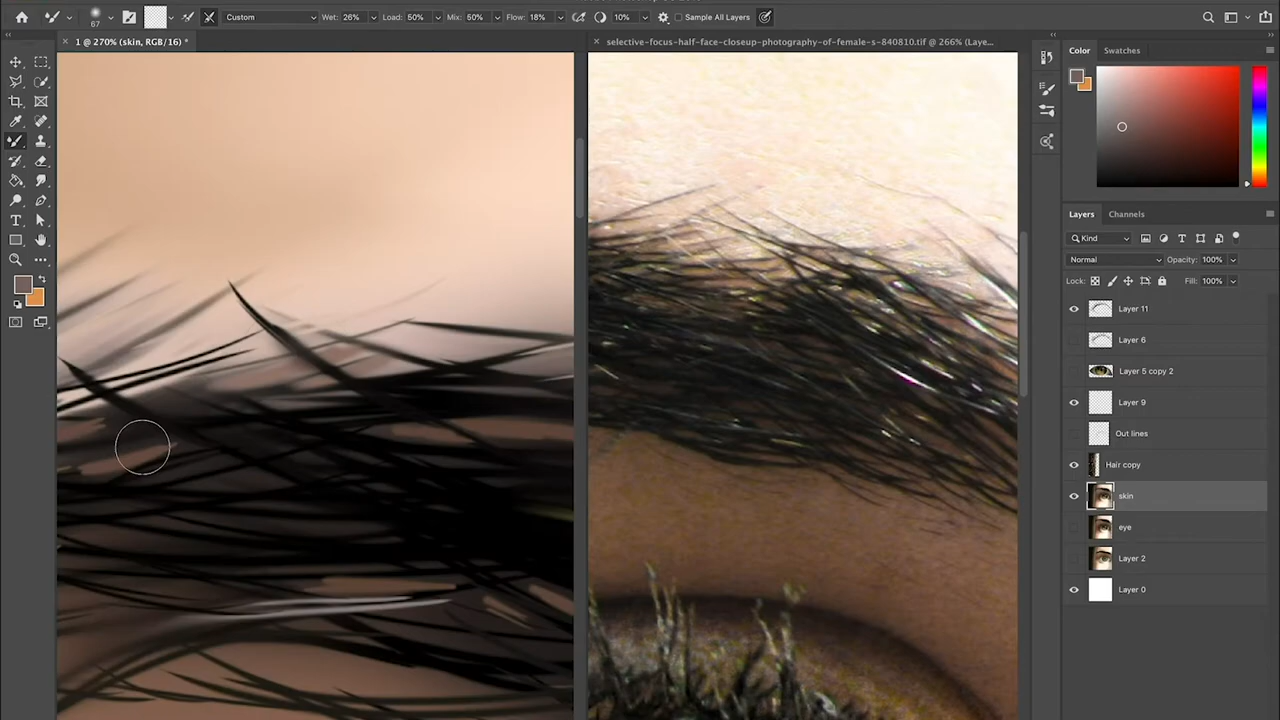 67
Custom
Wet: 26%
Load: 50%
Mix: 50%
Flow: 18%
10%
Sample All Layers
1 @ 270% (skin, RGB/16) *
selective-focus-half-face-closeup-photography-of-female-s-840810.tif @ 266% (Laye...
Color
Swatches
Layers
Channels
Kind
Normal
Opacity: 100%
Lock:
Fill: 100%
Layer 11
Layer 6
Layer 5 copy 2
Layer 9
Out lines
Hair copy
skin
eye
Layer 2
Layer 0